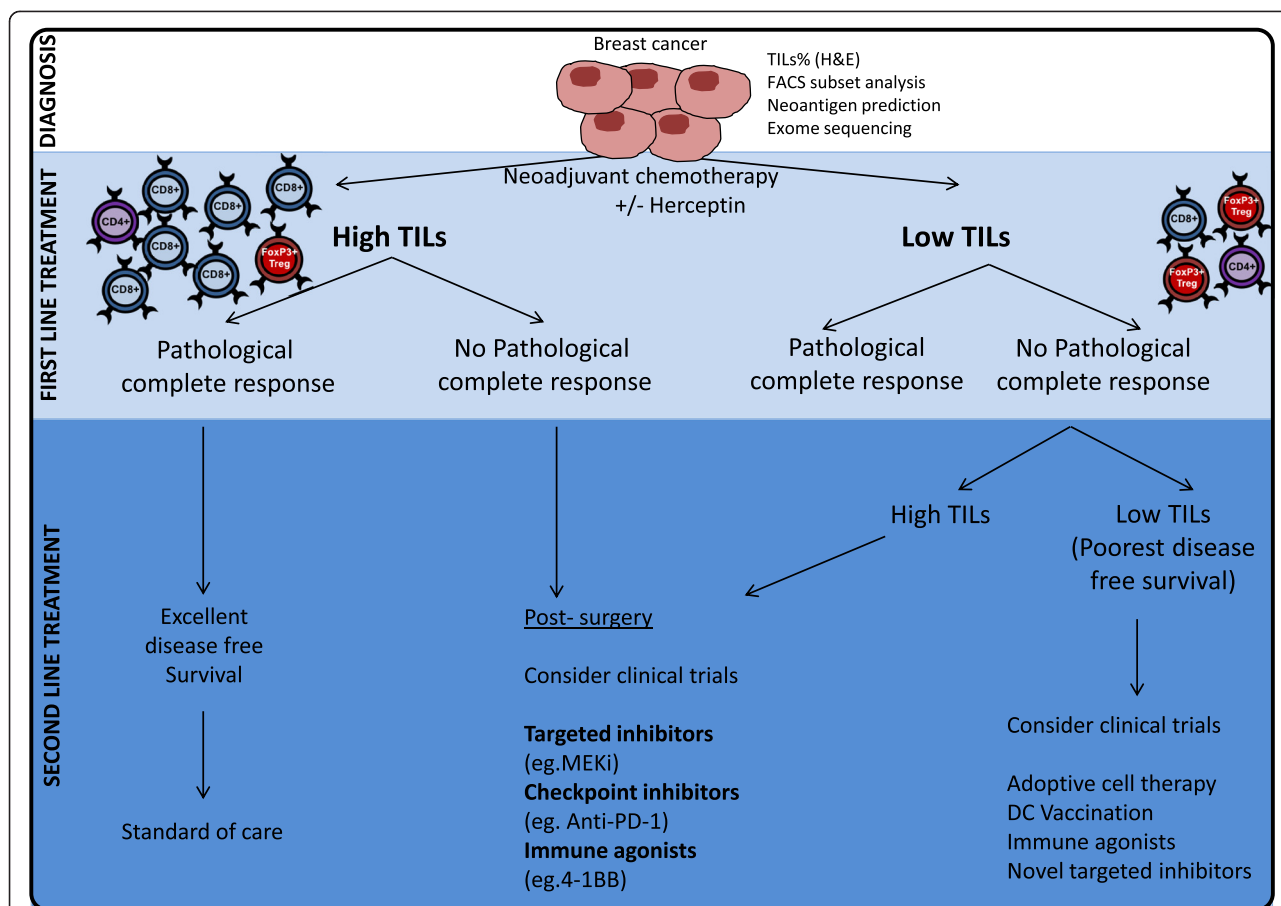 DIAGNOSIS
Breast cancer
TILs% (H&E)
FACS subset analysis
Neoantigen prediction
Exome sequencing
FIRST LINE TREATMENT
Neoadjuvant chemotherapy
+/- Herceptin
CD8+
CD8+
CD8+
CD4+
CD8+
FoxP3+
Treg
CD8+
CD8+
High TILs
Low TILs
CD8+
FoxP3+
Treg
FoxP3+
Treg
CD4+
Pathological
complete response
No Pathological
complete response
Pathological
complete response
No Pathological
complete response
SECOND LINE TREATMENT
High TILs
Low TILs
(Poorest disease
free survival)
Excellent
disease free
Survival
Standard of care
Post- surgery
Consider clinical trials
Targeted inhibitors
(eg.MEKi)
Checkpoint inhibitors
(eg. Anti-PD-1)
Immune agonists
(eg.4-1BB)
Consider clinical trials
Adoptive cell therapy
DC Vaccination
Immune agonists
Novel targeted inhibitors